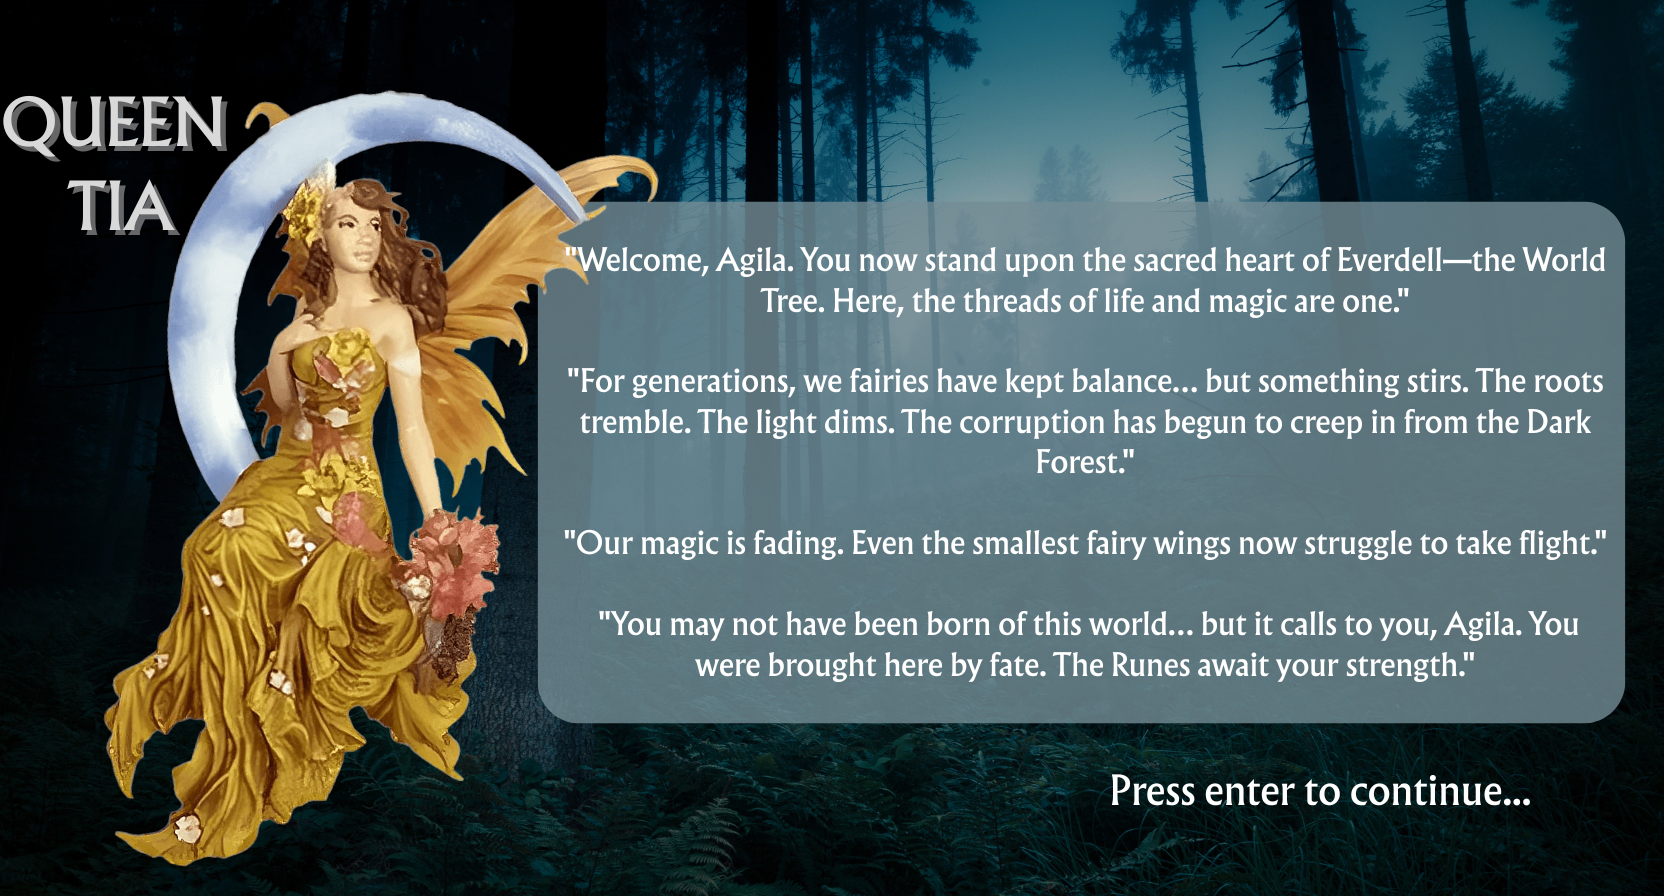 QUEEN
TIA
"Welcome, Agila. You now stand upon the sacred heart of Everdell—the World
Tree. Here, the threads of life and magic are one."
"For generations, we fairies have kept balance... but something stirs. The roots
tremble. The light dims. The corruption has begun to creep in from the Dark
Forest."
"Our magic is fading. Even the smallest fairy wings now struggle to take flight."
"You may not have been born of this world... but it calls to you, Agila. You
were brought here by fate. The Runes await your strength."
Press enter to continue...